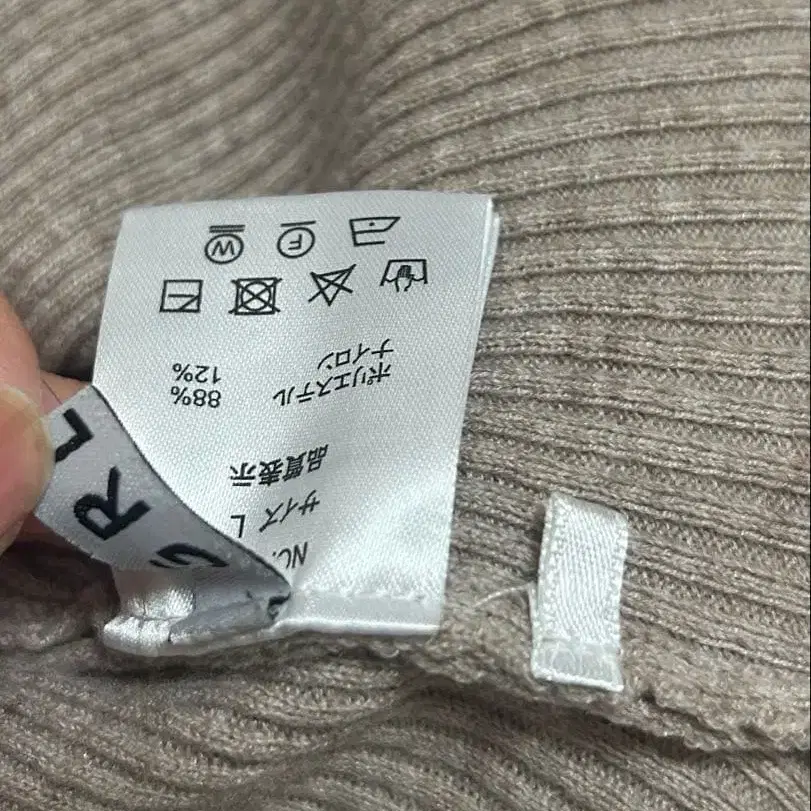 NO.
サイズ L
品質表示
ポリエステル 88%
ナイロン 12%
F W
S R L